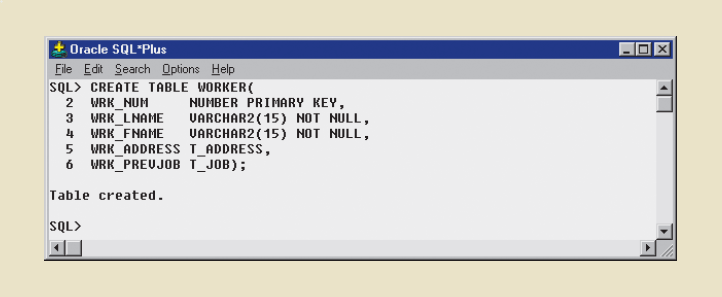 Oracle SQL*Plus
File Edit Search Options Help
SQL> CREATE TABLE WORKER(
2 WRK_NUM NUMBER PRIMARY KEY,
3 WRK_LNAME VARCHAR2(15) NOT NULL,
4 WRK_FNAME VARCHAR2(15) NOT NULL,
5 WRK_ADDRESS T_ADDRESS,
6 WRK_PREVJOB T_JOB);
Table created.
SQL>